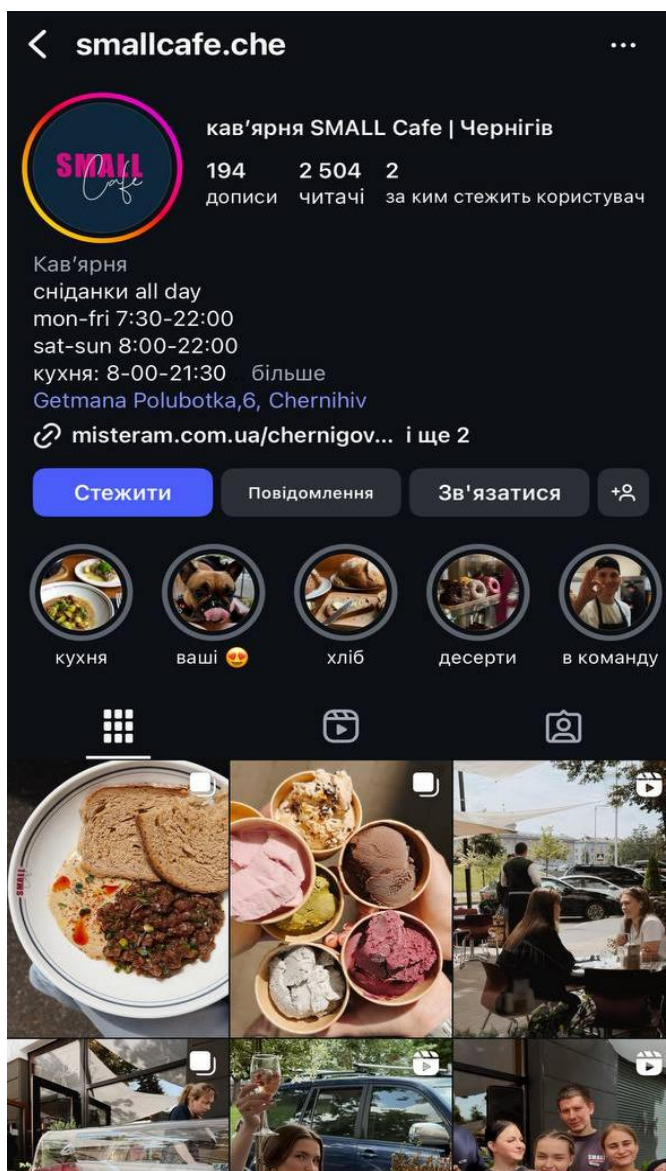 smallcafe.che
SMALL
Cafe
кав’ярня SMALL Cafe | Чернігів
194 2 504 2
дописи читачі за ким стежить користувач
Кав’ярня
сніданки all day
mon-fri 7:30-22:00
sat-sun 8:00-22:00
кухня: 8-00-21:30 ... більше
Getmana Polubotka,6, Chernihiv
misteram.com.ua/chernigov... і ще 2
Стежити Повідомлення Зв'язатися
кухня ваші 😍 хліб десерти в команду
SMALL
SMALL